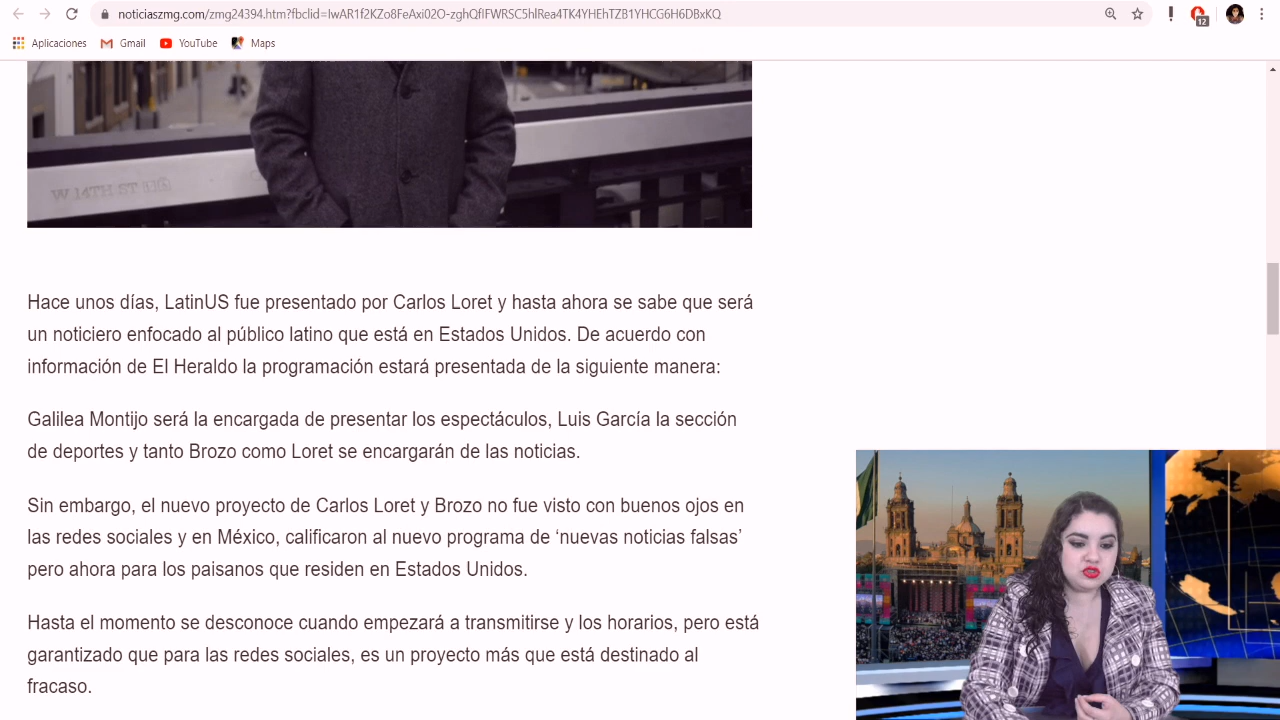 noticiaszmg.com/zmg24394.htm?fbclid=IwAR1f2KZo8FeAxi02O-zghQfIFWRSC5hlRea4TK4YHEhTZB1YHCG6H6DBxKQ
12
Aplicaciones Gmail YouTube Maps
W 14TH ST
Hace unos días, LatinUS fue presentado por Carlos Loret y hasta ahora se sabe que será
un noticiero enfocado al público latino que está en Estados Unidos. De acuerdo con
información de El Heraldo la programación estará presentada de la siguiente manera:
Galilea Montijo será la encargada de presentar los espectáculos, Luis García la sección
de deportes y tanto Brozo como Loret se encargarán de las noticias.
Sin embargo, el nuevo proyecto de Carlos Loret y Brozo no fue visto con buenos ojos en
las redes sociales y en México, calificaron al nuevo programa de ‘nuevas noticias falsas’
pero ahora para los paisanos que residen en Estados Unidos.
Hasta el momento se desconoce cuando empezará a transmitirse y los horarios, pero está
garantizado que para las redes sociales, es un proyecto más que está destinado al
fracaso.